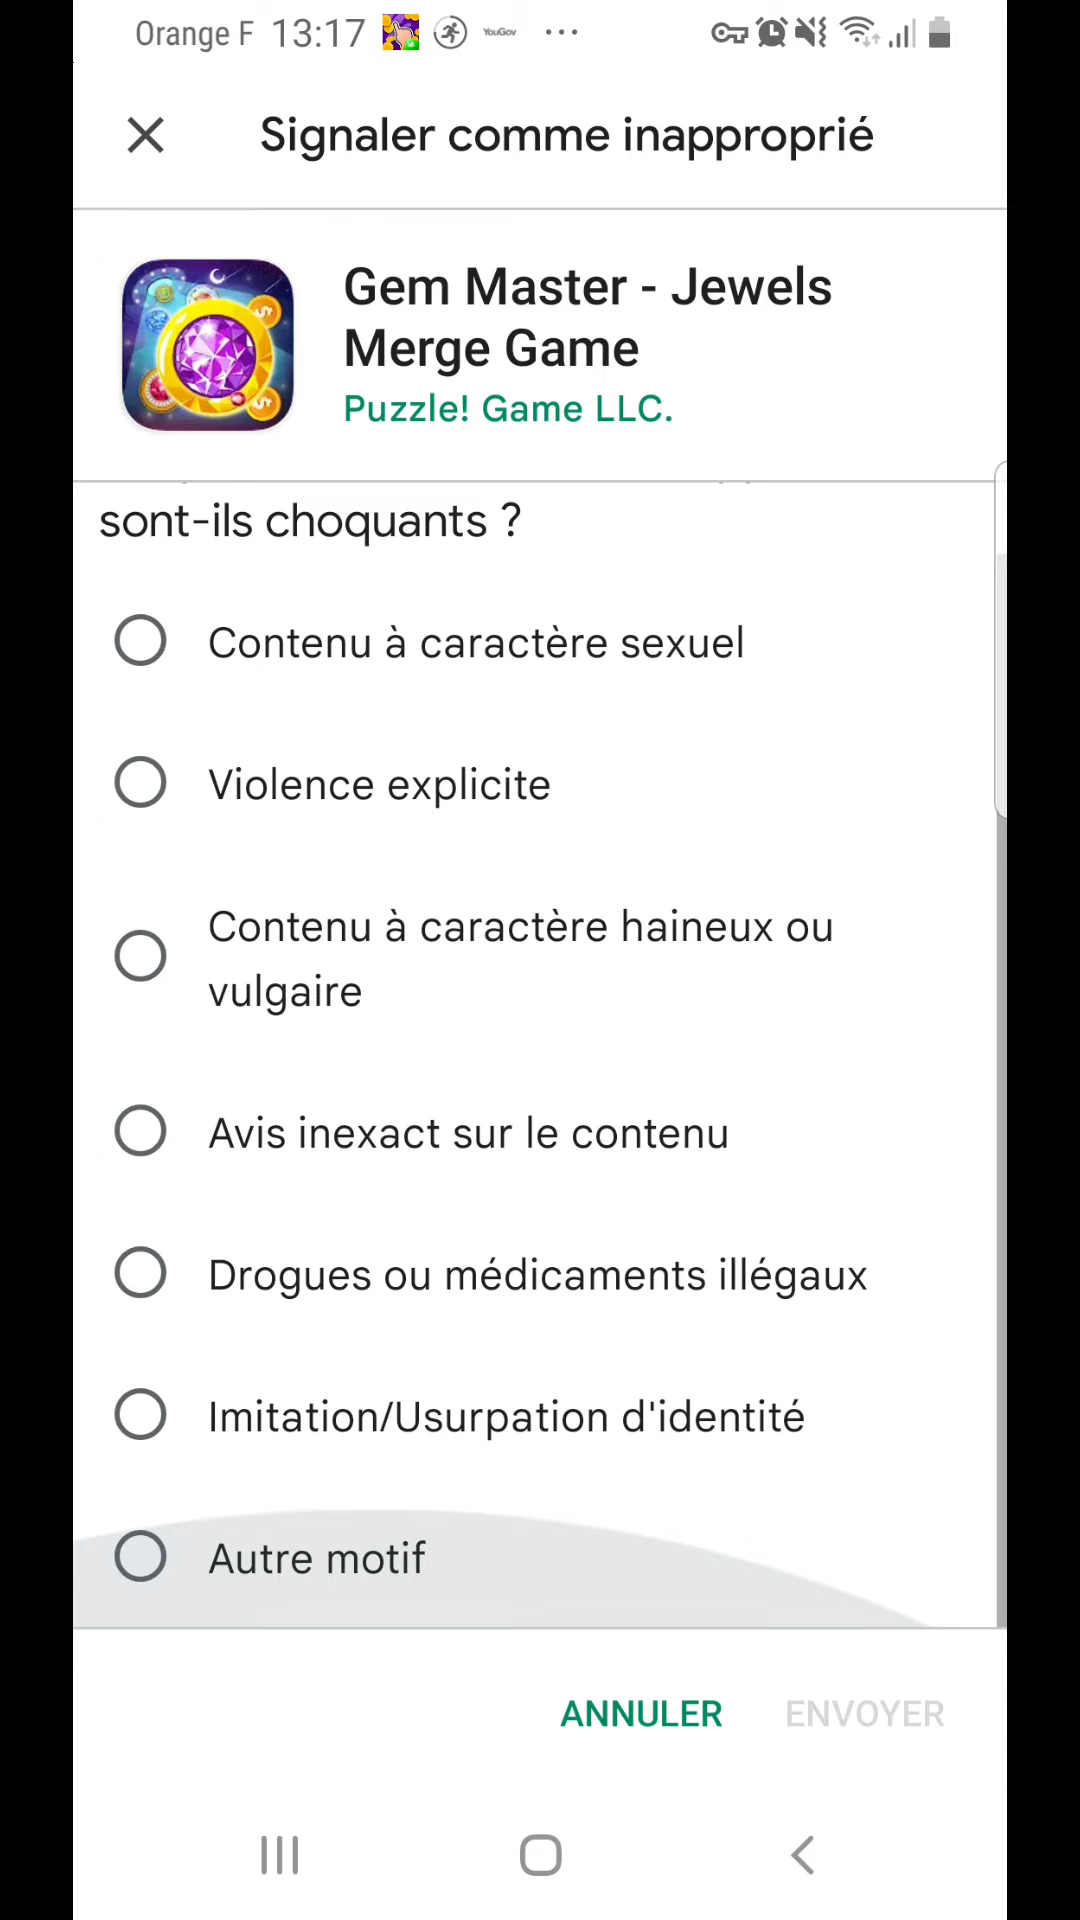 Orange F 13:17 YouGov
Signaler comme inapproprié
Gem Master - Jewels
Merge Game
Puzzle! Game LLC.
sont-ils choquants ?
Contenu à caractère sexuel
Violence explicite
Contenu à caractère haineux ou
vulgaire
Avis inexact sur le contenu
Drogues ou médicaments illégaux
Imitation/Usurpation d'identité
Autre motif
ANNULER ENVOYER